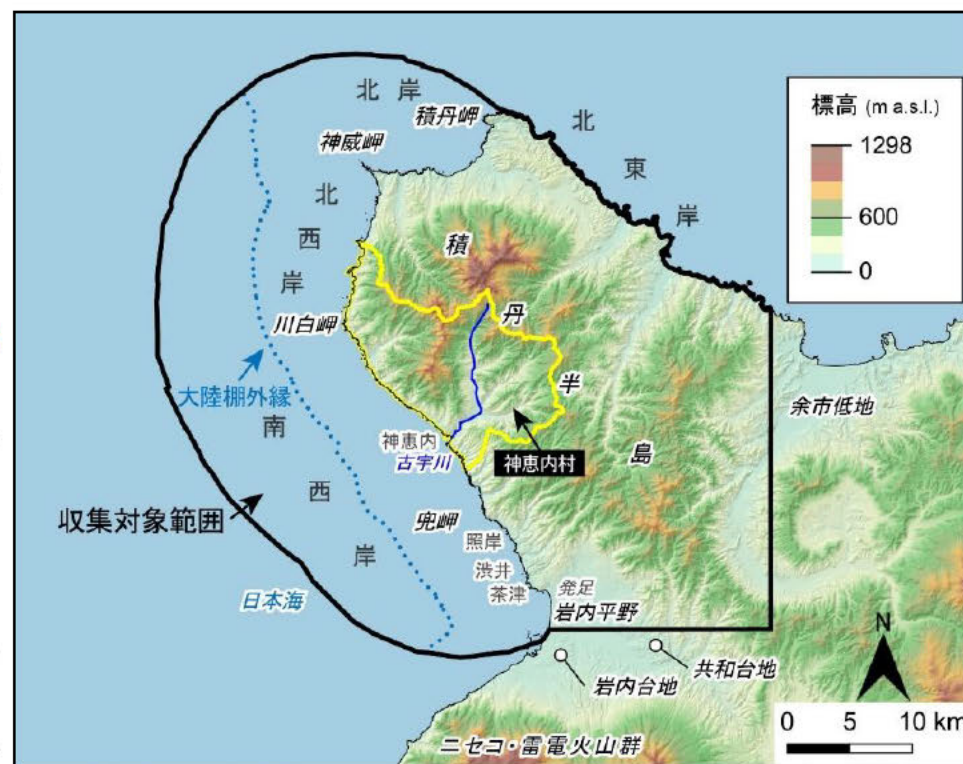 北岸
積丹岬
神威岬
北東岸
北西岸
標高 (m a.s.l.)
1298
600
0
積丹半島
川白岬
大陸棚外縁
余市低地
南西岸
神恵内
古宇川
神恵内村
収集対象範囲
兜岬
照岸
渋井
茶津
発足
岩内平野
日本海
N
共和台地
岩内台地
0 5 10 km
ニセコ・雷電火山群